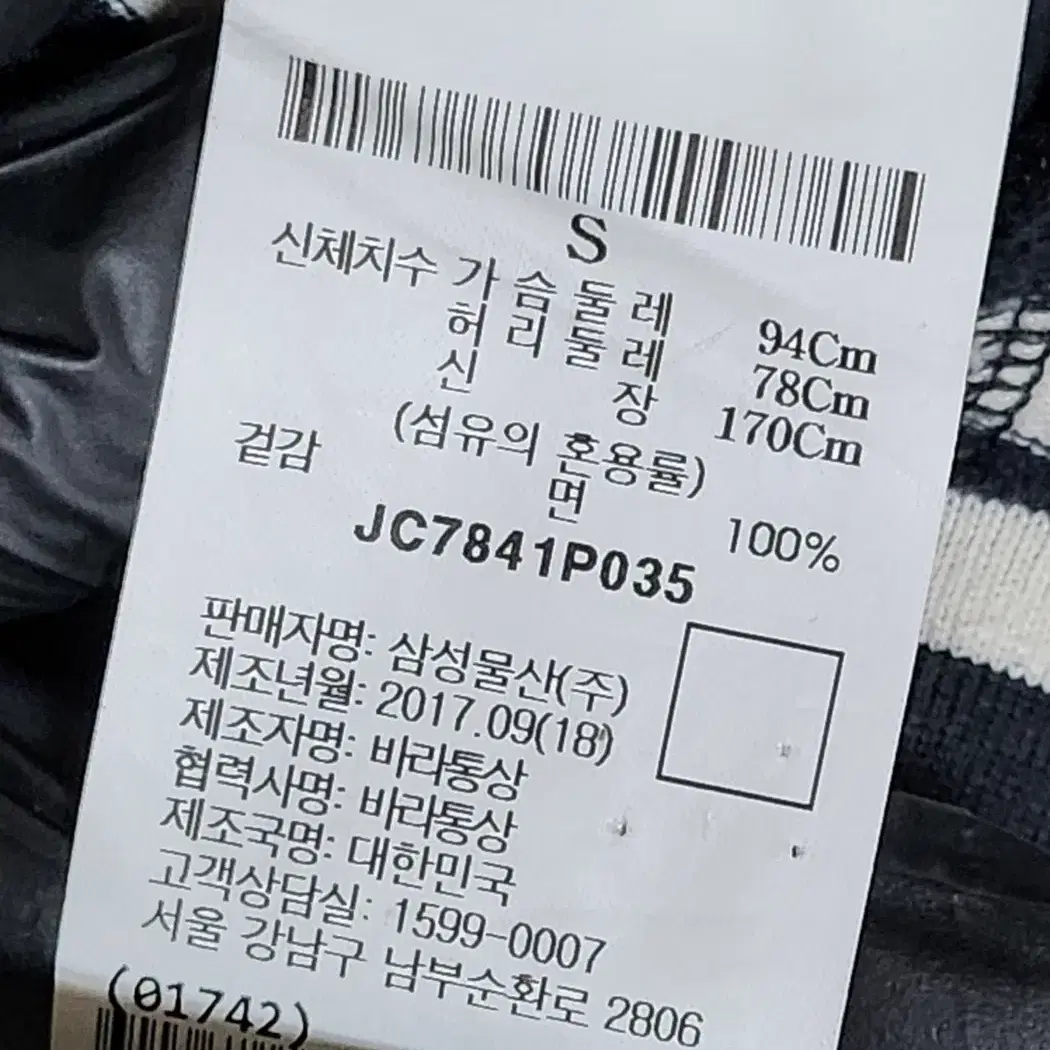 S
신체치수 가슴둘레 94Cm
허리둘레 78Cm
신장 170Cm
(섬유의 혼용률)
겉감 면 100%
JC7841P035
판매자명: 삼성물산(주)
제조년월: 2017.09(18')
제조자명: 바라통상
협력사명: 바라통상
제조국명: 대한민국
고객상담실: 1599-0007
서울 강남구 남부순환로 2806
(01742)